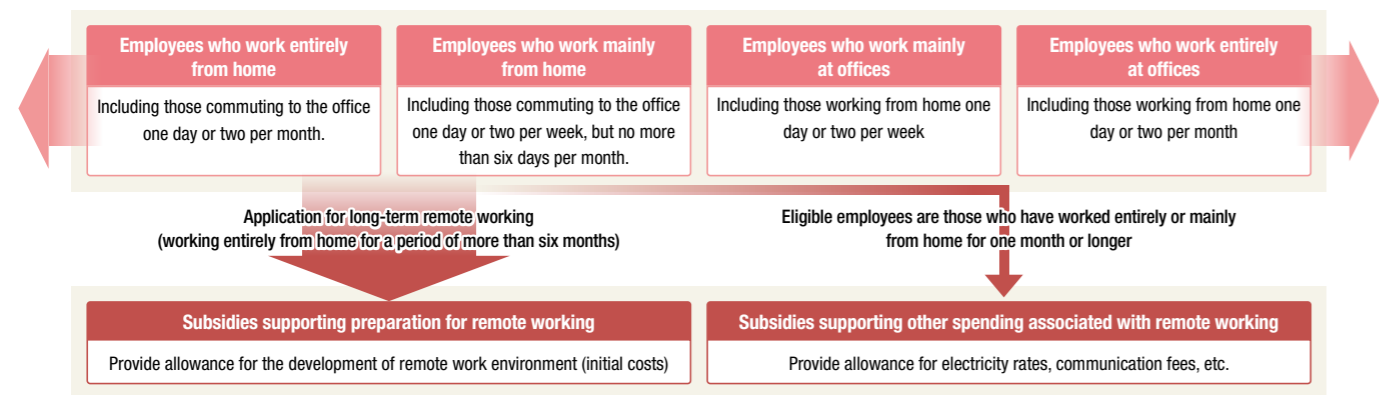 Employees who work entirely
from home
Including those commuting to the office
one day or two per month.
Employees who work mainly
from home
Including those commuting to the office
one day or two per week, but no more
than six days per month.
Employees who work mainly
at offices
Including those working from home one
day or two per week
Employees who work entirely
at offices
Including those working from home one
day or two per month
Application for long-term remote working
(working entirely from home for a period of more than six months)
Eligible employees are those who have worked entirely or mainly
from home for one month or longer
Subsidies supporting preparation for remote working
Provide allowance for the development of remote work environment (initial costs)
Subsidies supporting other spending associated with remote working
Provide allowance for electricity rates, communication fees, etc.